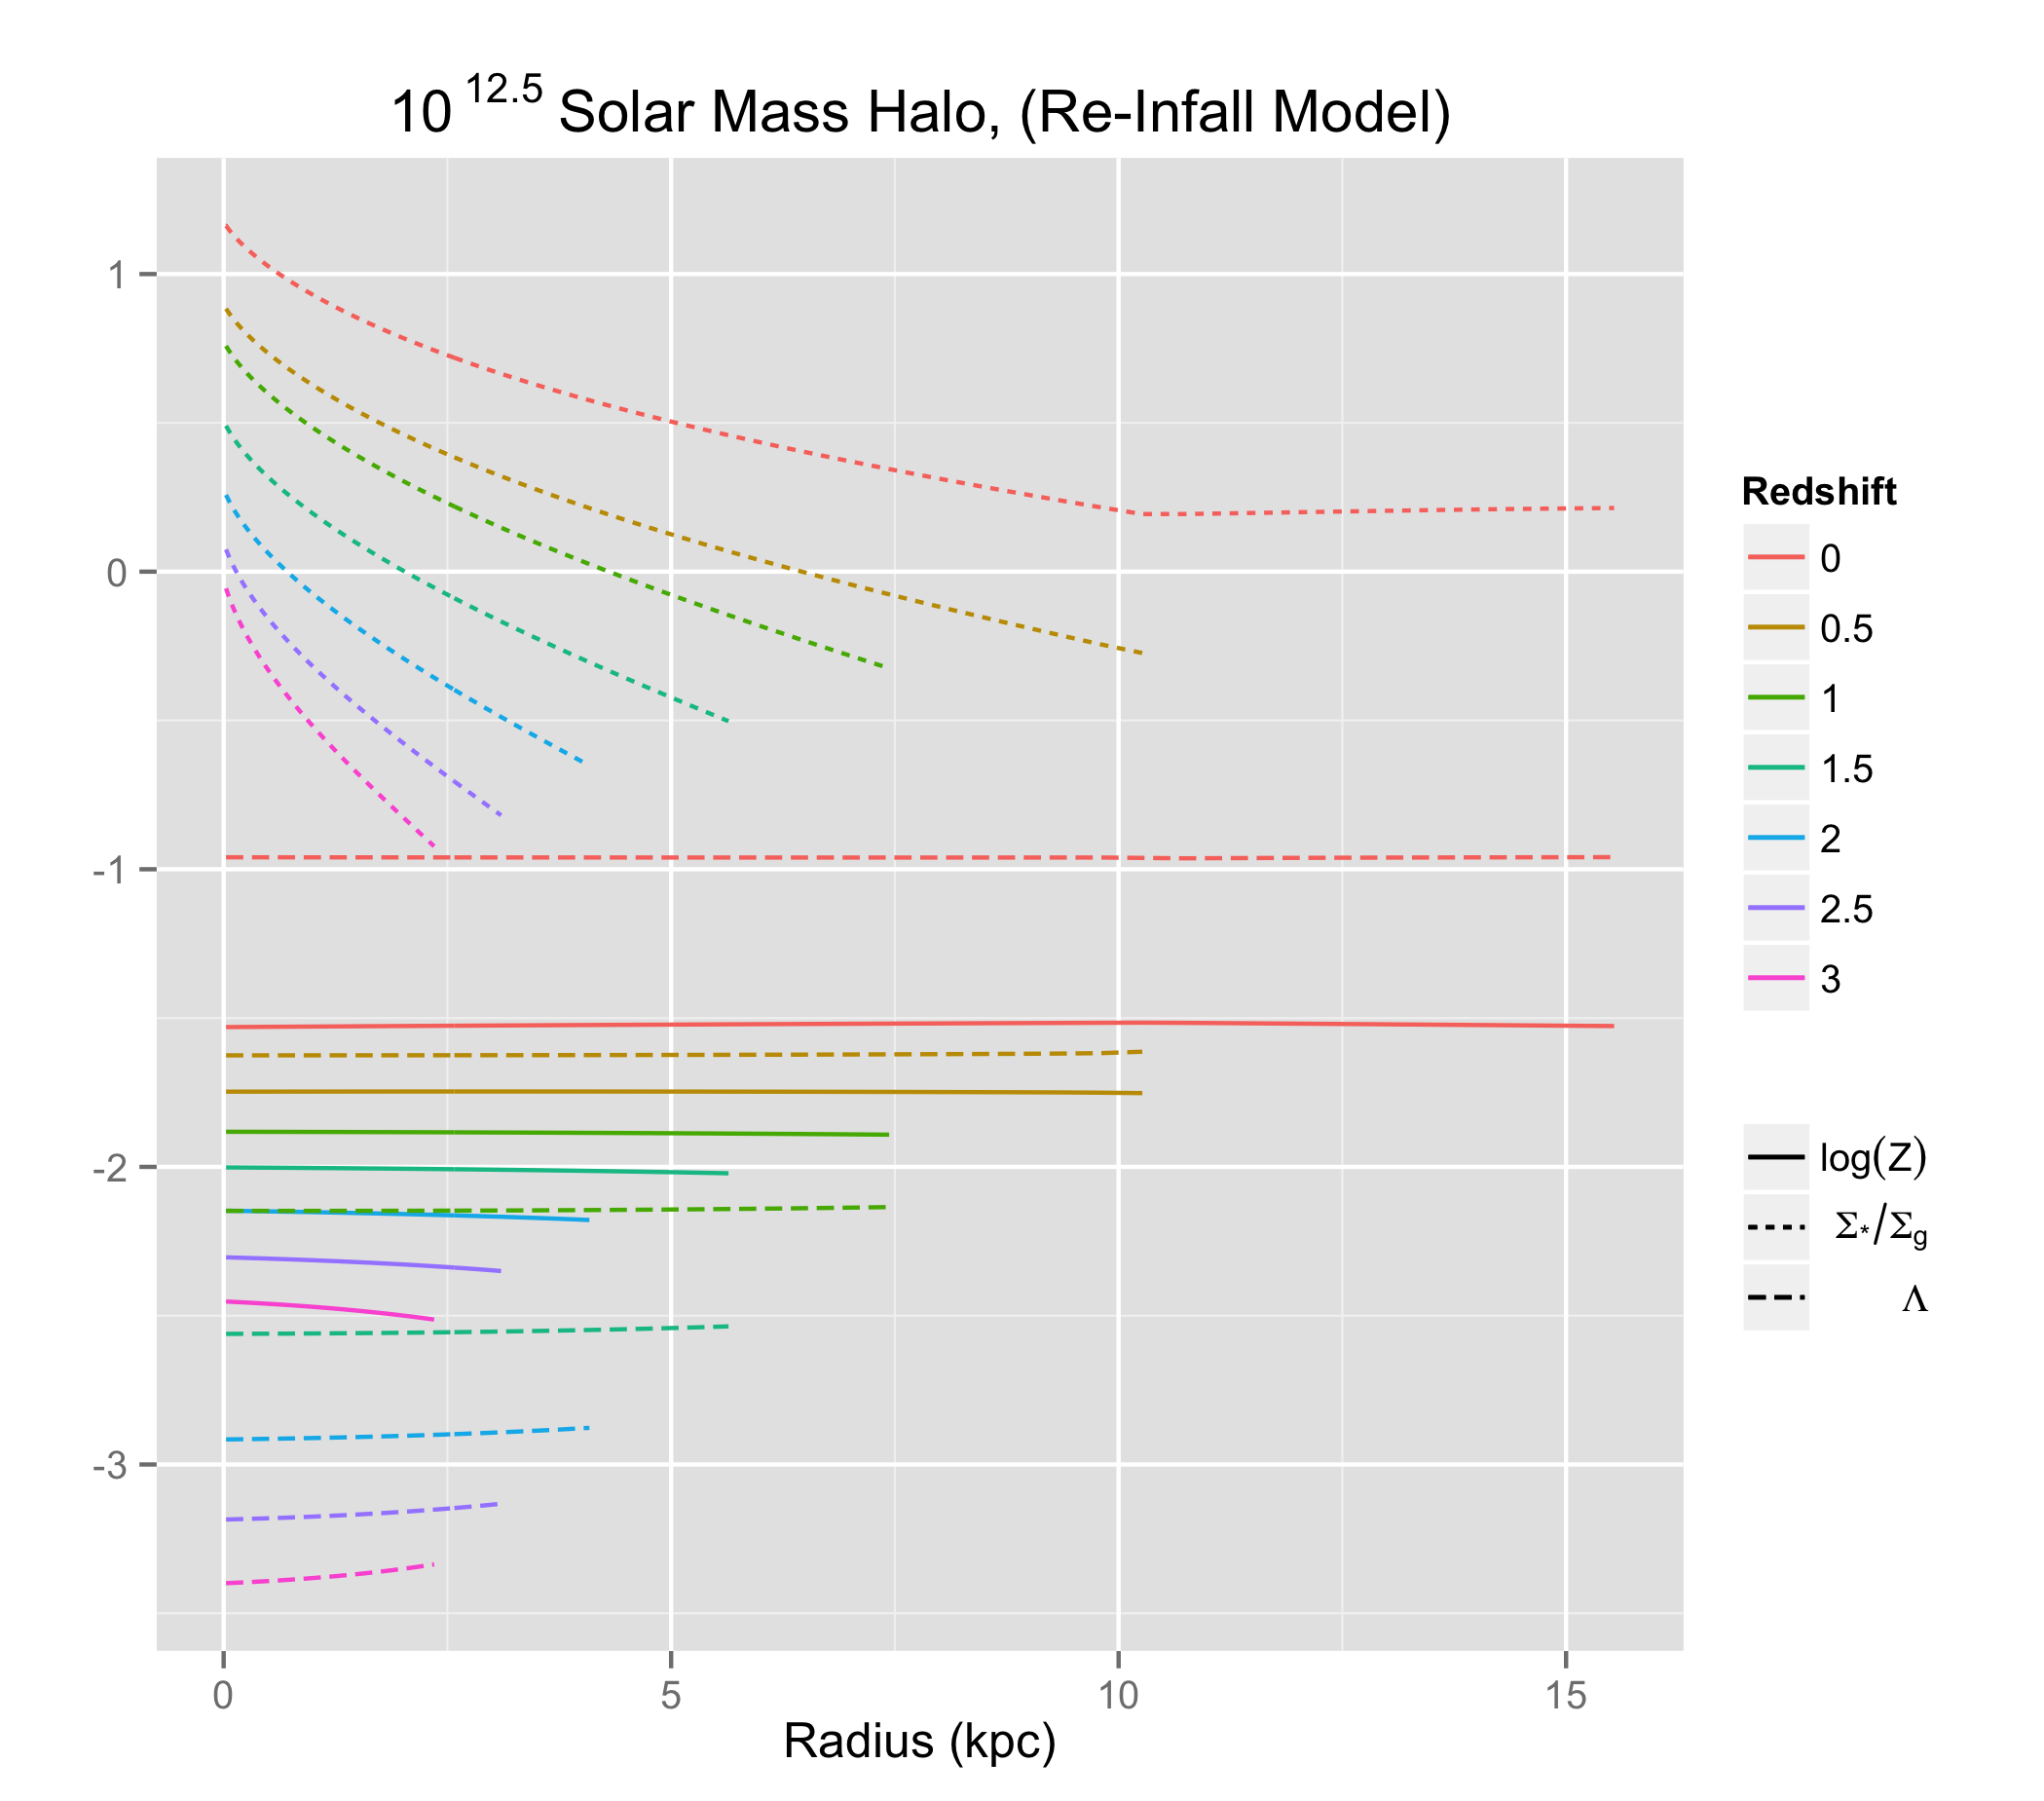 10 12.5 Solar Mass Halo, (Re-Infall Model)
1
0
-1
-2
-3
0 5 10 15
Radius (kpc)
Redshift
0
0.5
1
1.5
2
2.5
3
log(Z)
Σ*/Σg
Λ